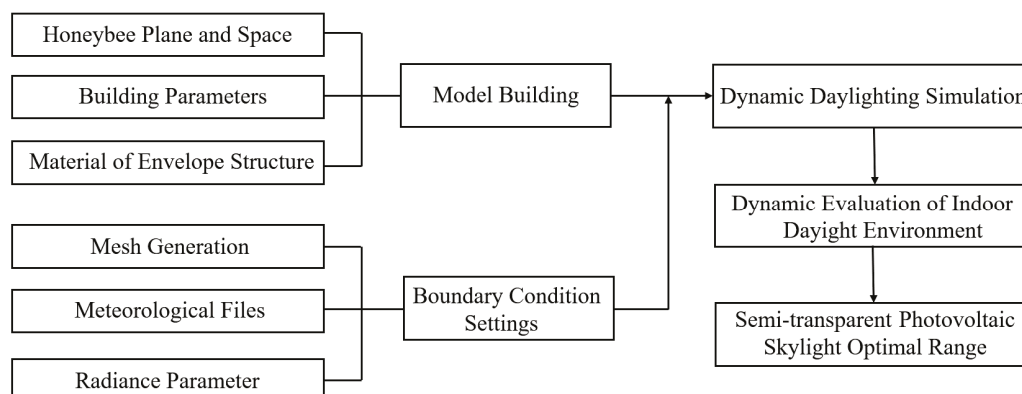 Honeybee Plane and Space
Building Parameters
Material of Envelope Structure
Model Building
Dynamic Daylighting Simulation
Mesh Generation
Meteorological Files
Radiance Parameter
Boundary Condition
Settings
Dynamic Evaluation of Indoor
Dayight Environment
Semi-transparent Photovoltaic
Skylight Optimal Range